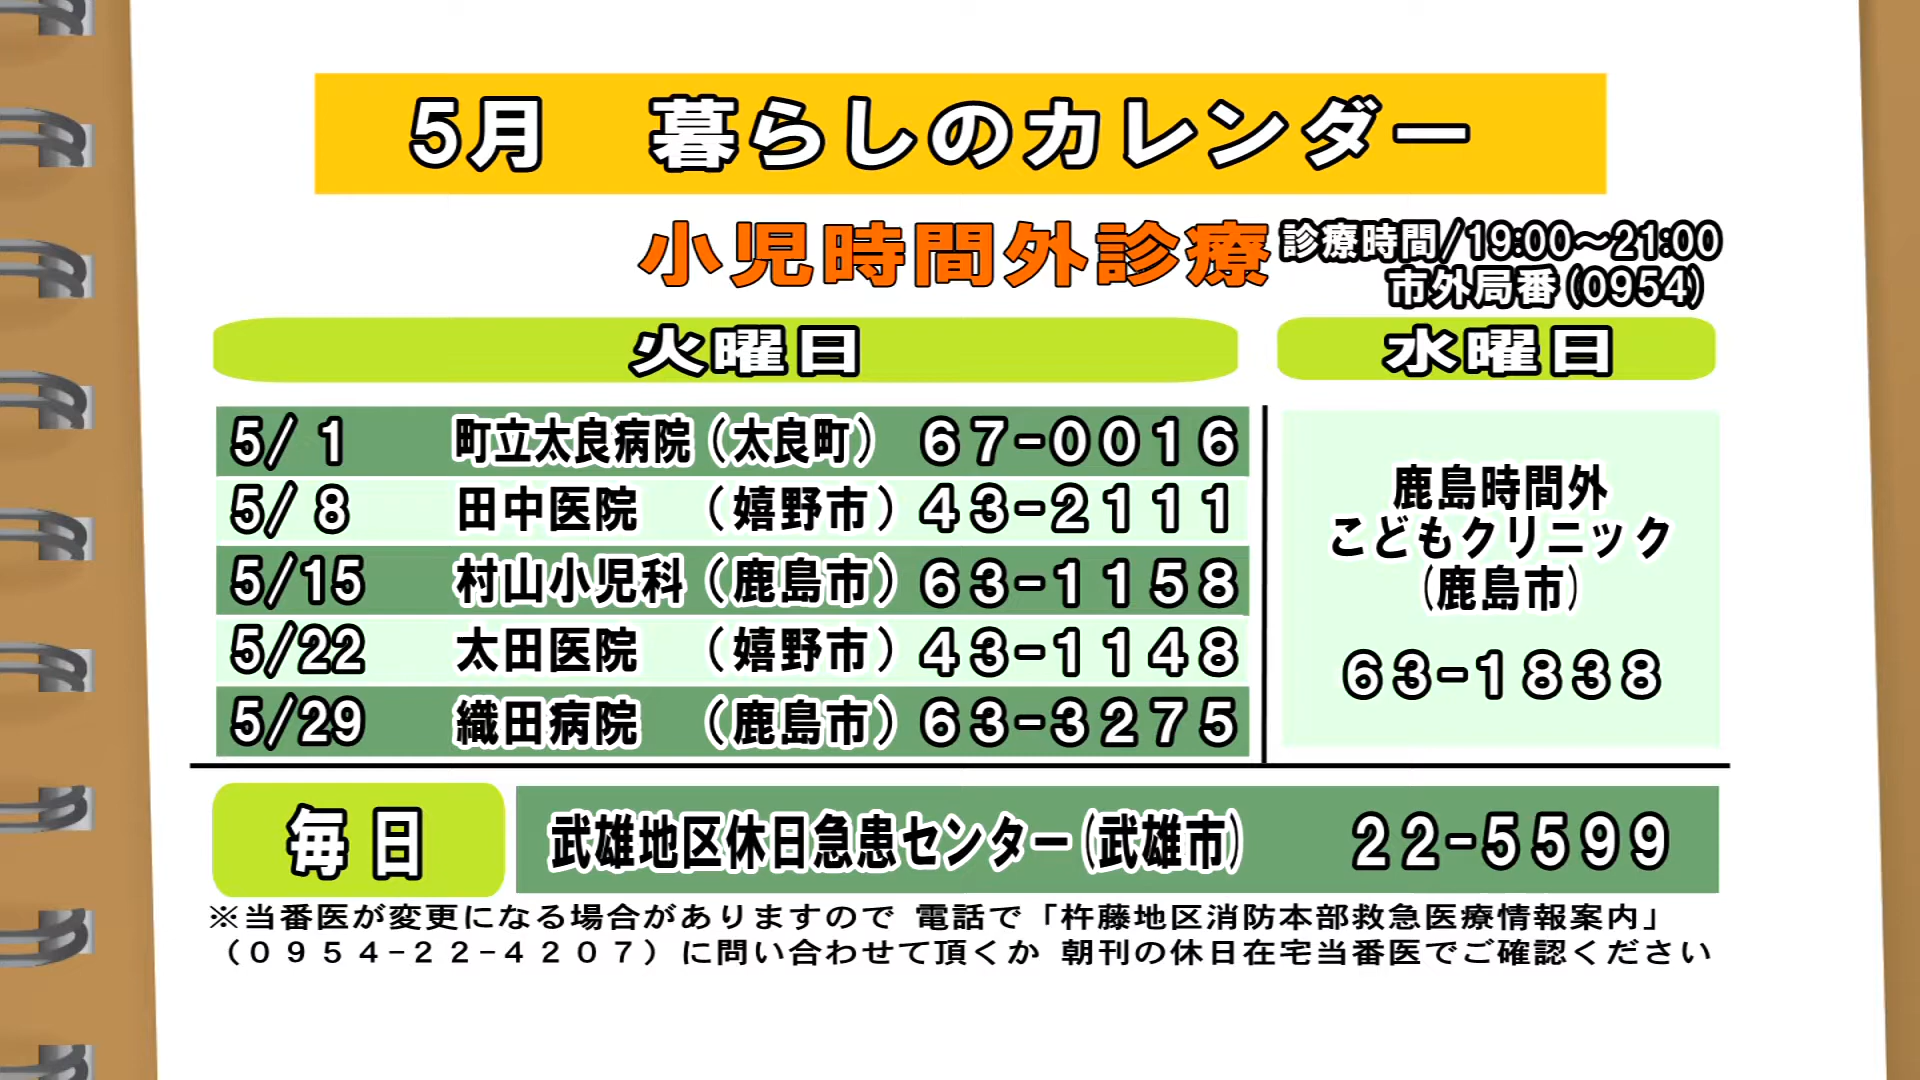 5月　暮らしのカレンダー
小児時間外診療
診療時間/19:00～21:00
市外局番(0954)
火曜日
5/ 1　町立太良病院（太良町）67-0016
5/ 8　田中医院　（嬉野市）43-2111
5/15　村山小児科（鹿島市）63-1158
5/22　太田医院　（嬉野市）43-1148
5/29　織田病院　（鹿島市）63-3275
水曜日
鹿島時間外
こどもクリニック
(鹿島市)
63-1838
毎日
武雄地区休日急患センター(武雄市)　22-5599
※当番医が変更になる場合がありますので 電話で「杵藤地区消防本部救急医療情報案内」
（０９５４-２２-４２０７）に問い合わせて頂くか 朝刊の休日在宅当番医でご確認ください